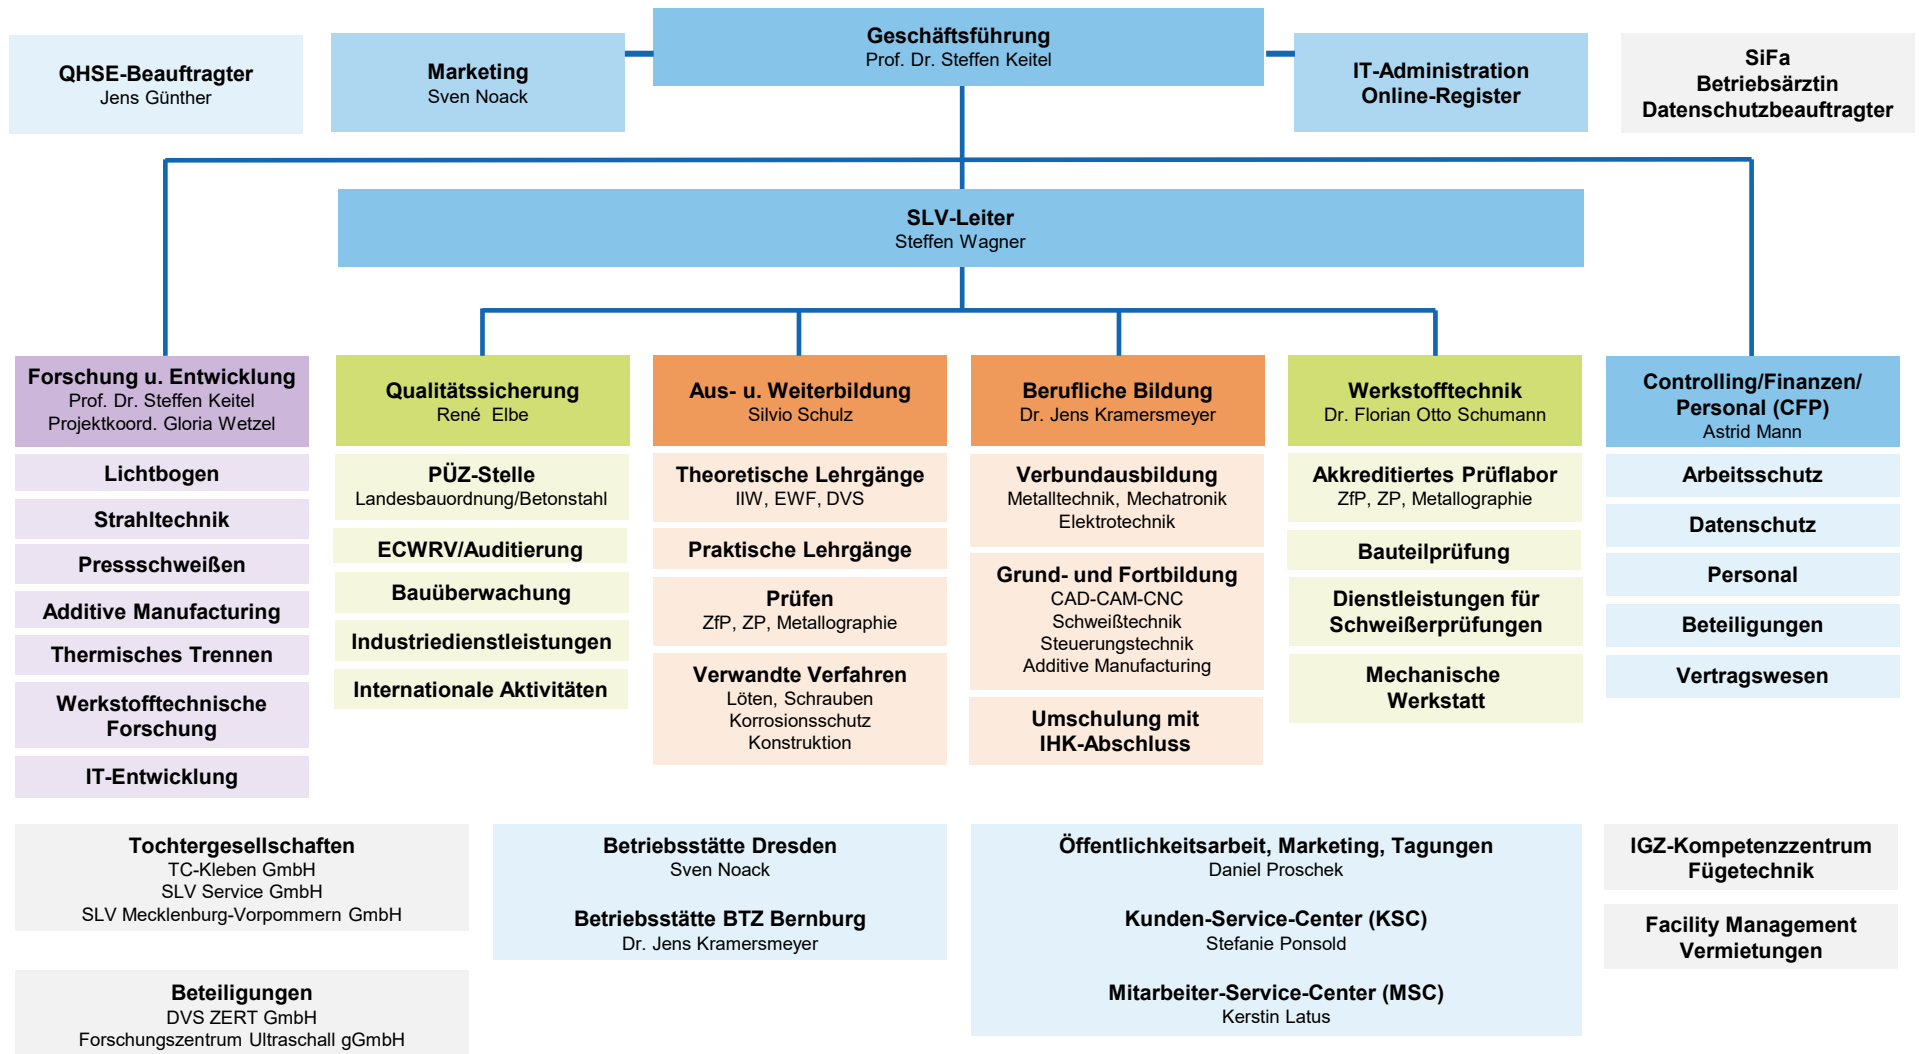 QHSE-Beauftragter
Jens Günther
Marketing
Sven Noack
Geschäftsführung
Prof. Dr. Steffen Keitel
IT-Administration
Online-Register
SiFa
Betriebsärztin
Datenschutzbeauftragter
SLV-Leiter
Steffen Wagner
Forschung u. Entwicklung
Prof. Dr. Steffen Keitel
Projektkoord. Gloria Wetzel
Lichtbogen
Strahltechnik
Pressschweißen
Additive Manufacturing
Thermisches Trennen
Werkstofftechnische
Forschung
IT-Entwicklung
Qualitätssicherung
René Elbe
PÜZ-Stelle
Landesbauordnung/Betonstahl
ECWRV/Auditierung
Bauüberwachung
Industriedienstleistungen
Internationale Aktivitäten
Aus- u. Weiterbildung
Silvio Schulz
Theoretische Lehrgänge
IIW, EWF, DVS
Praktische Lehrgänge
Prüfen
ZfP, ZP, Metallographie
Verwandte Verfahren
Löten, Schrauben
Korrosionsschutz
Konstruktion
Berufliche Bildung
Dr. Jens Kramersmeyer
Verbundausbildung
Metalltechnik, Mechatronik
Elektrotechnik
Grund- und Fortbildung
CAD-CAM-CNC
Schweißtechnik
Steuerungstechnik
Additive Manufacturing
Umschulung mit
IHK-Abschluss
Werkstofftechnik
Dr. Florian Otto Schumann
Akkreditiertes Prüflabor
ZfP, ZP, Metallographie
Bauteilprüfung
Dienstleistungen für
Schweißerprüfungen
Mechanische
Werkstatt
Controlling/Finanzen/
Personal (CFP)
Astrid Mann
Arbeitsschutz
Datenschutz
Personal
Beteiligungen
Vertragswesen
Tochtergesellschaften
TC-Kleben GmbH
SLV Service GmbH
SLV Mecklenburg-Vorpommern GmbH
Beteiligungen
DVS ZERT GmbH
Forschungszentrum Ultraschall gGmbH
Betriebsstätte Dresden
Sven Noack
Betriebsstätte BTZ Bernburg
Dr. Jens Kramersmeyer
Öffentlichkeitsarbeit, Marketing, Tagungen
Daniel Proschek
Kunden-Service-Center (KSC)
Stefanie Ponsold
Mitarbeiter-Service-Center (MSC)
Kerstin Latus
IGZ-Kompetenzzentrum
Fügetechnik
Facility Management
Vermietungen